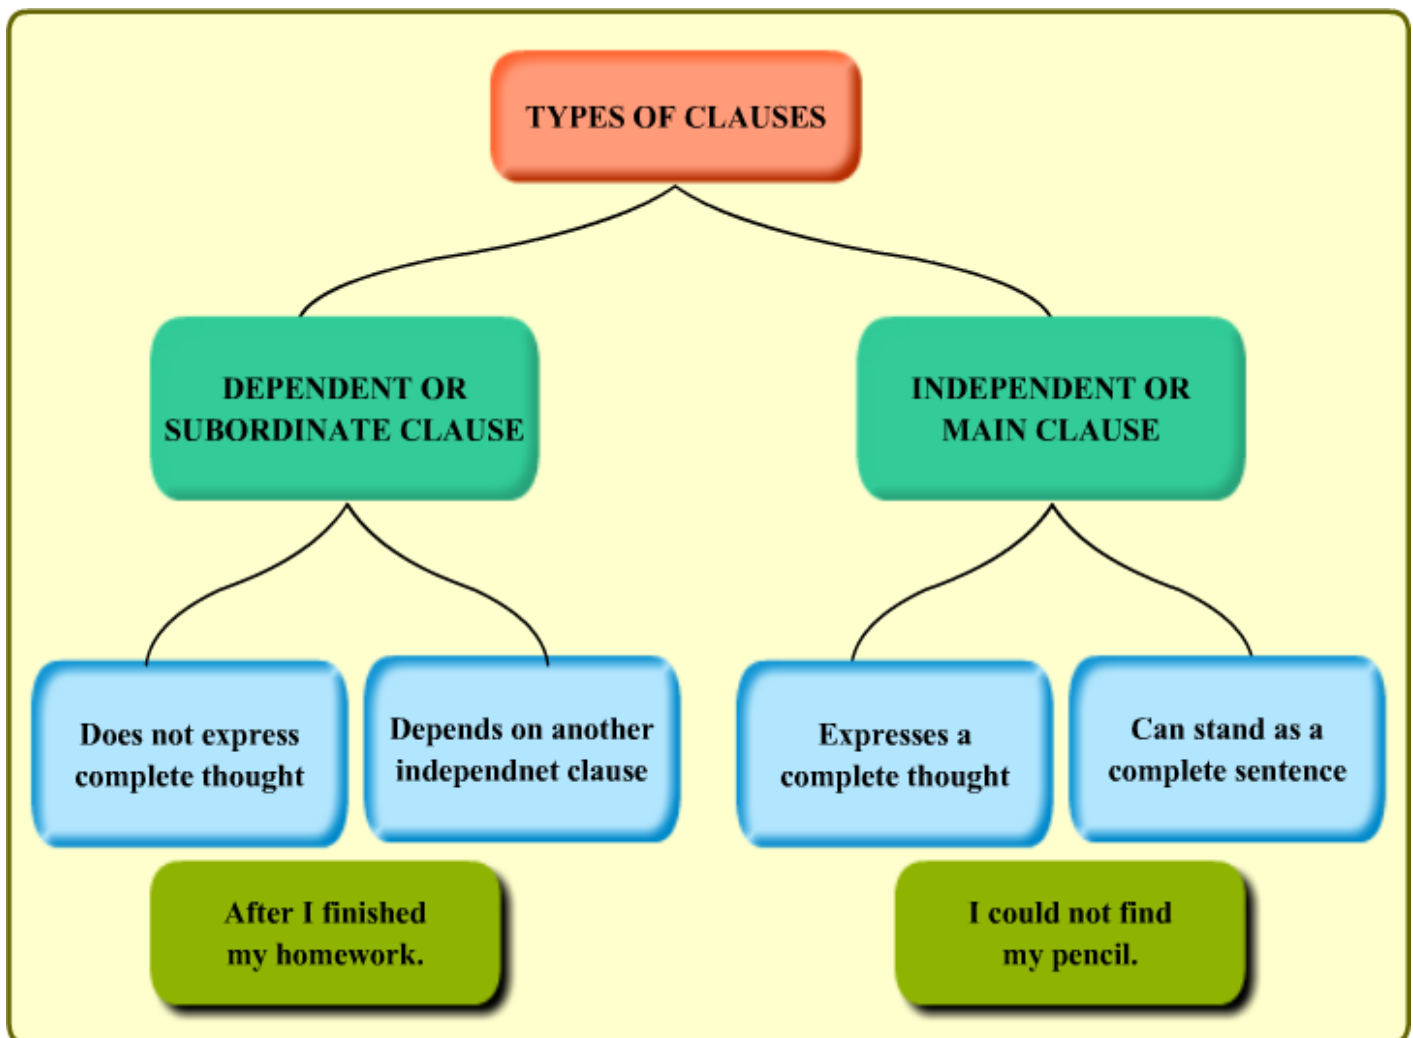 TYPES OF CLAUSES
DEPENDENT OR
SUBORDINATE CLAUSE
INDEPENDENT OR
MAIN CLAUSE
Does not express
complete thought
Depends on another
independnet clause
Expresses a
complete thought
Can stand as a
complete sentence
After I finished
my homework.
I could not find
my pencil.